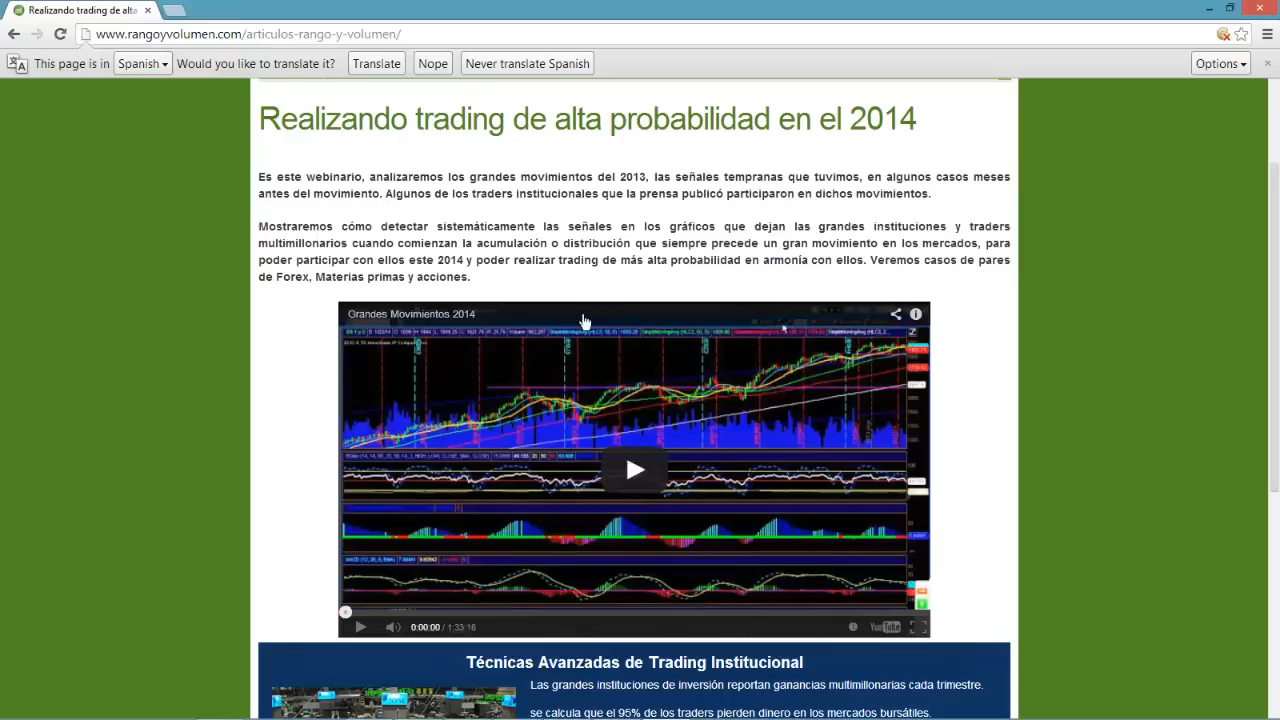 Realizando trading de alta
www.rangoyvolumen.com/articulos-rango-y-volumen/
This page is in Spanish Would you like to translate it? Translate Nope Never translate Spanish Options
Realizando trading de alta probabilidad en el 2014
Es este webinario, analizaremos los grandes movimientos del 2013, las señales tempranas que tuvimos, en algunos casos meses
antes del movimiento. Algunos de los traders institucionales que la prensa publicó participaron en dichos movimientos.
Mostraremos cómo detectar sistemáticamente las señales en los gráficos que dejan las grandes instituciones y traders
multimillonarios cuando comienzan la acumulación o distribución que siempre precede un gran movimiento en los mercados, para
poder participar con ellos este 2014 y poder realizar trading de más alta probabilidad en armonía con ellos. Veremos casos de pares
de Forex, Materias primas y acciones.
Grandes Movimientos 2014
0:00:00 / 1:33:16 YouTube
Técnicas Avanzadas de Trading Institucional
Las grandes instituciones de inversión reportan ganancias multimillonarias cada trimestre.
se calcula que el 95% de los traders pierden dinero en los mercados bursátiles.